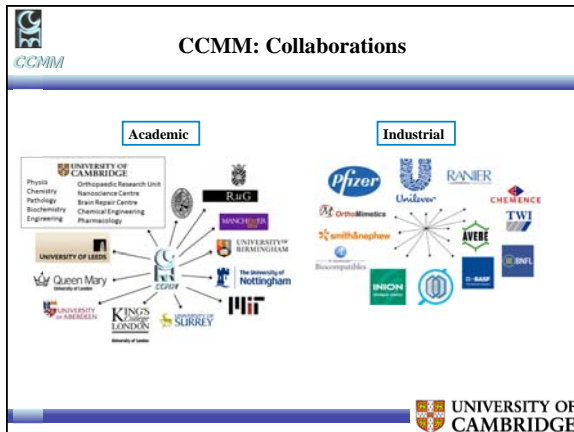 CCMM
CCMM: Collaborations
Academic
UNIVERSITY OF
CAMBRIDGE
Physics
Chemistry
Pathology
Biochemistry
Engineering
Orthopaedic Research Unit
Nanoscience Centre
Brain Repair Centre
Chemical Engineering
Pharmacology
RuG
MANCHESTER
UNIVERSITY OF
BIRMINGHAM
The University of
Nottingham
MIT
UNIVERSITY OF
SURREY
KING'S
College
LONDON
University of London
UNIVERSITY
OF ABERDEEN
Queen Mary
University of London
UNIVERSITY OF LEEDS
CCMM
Industrial
Pfizer
Unilever
RANIER
CHEMENCE
TWI
AVEBE
BNFL
BASF
INION
Biocompatibles
smith&nephew
OrthoMimetics
UNIVERSITY OF
CAMBRIDGE